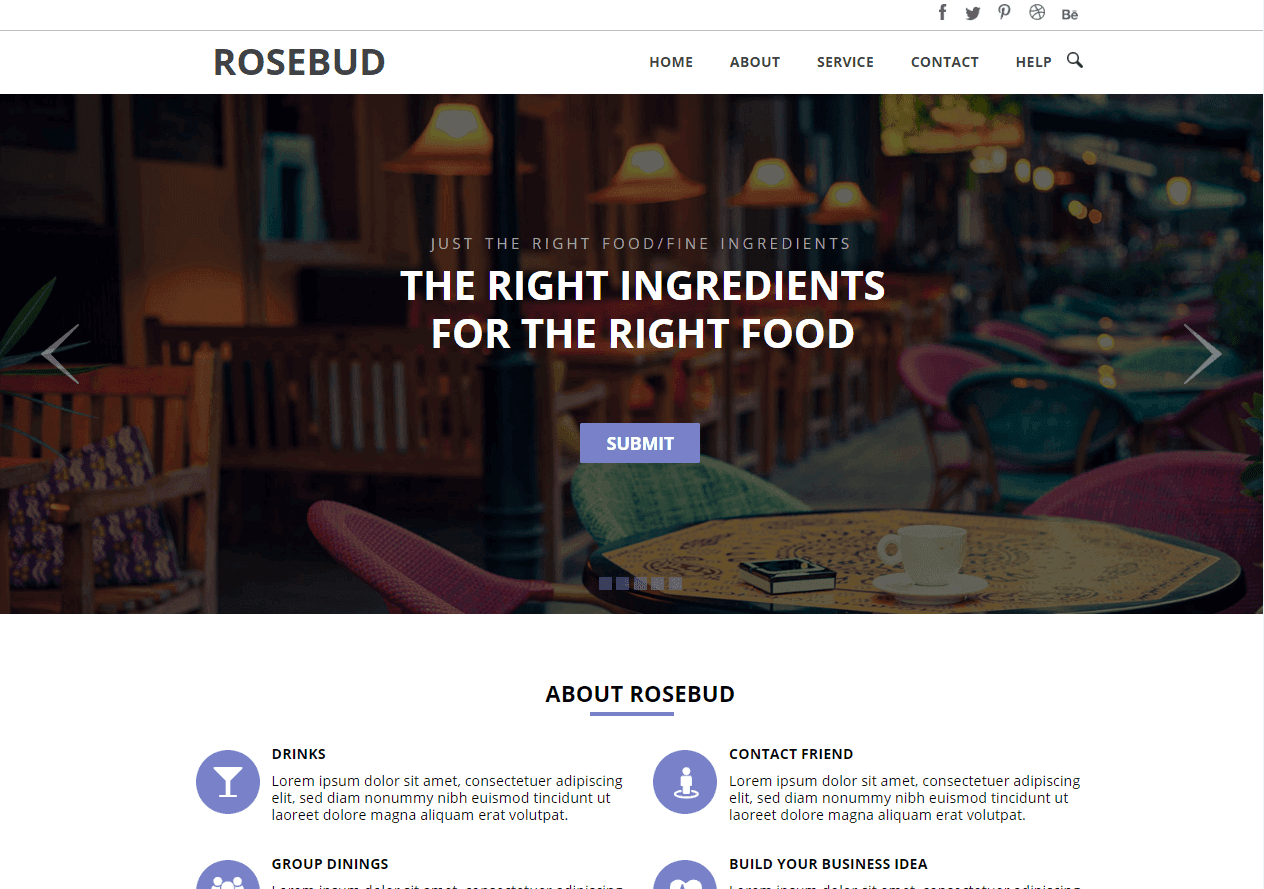 Bē
ROSEBUD
HOME ABOUT SERVICE CONTACT HELP
JUST THE RIGHT FOOD/FINE INGREDIENTS
THE RIGHT INGREDIENTS
FOR THE RIGHT FOOD
SUBMIT
ABOUT ROSEBUD
DRINKS
Lorem ipsum dolor sit amet, consectetuer adipiscing
elit, sed diam nonummy nibh euismod tincidunt ut
laoreet dolore magna aliquam erat volutpat.
CONTACT FRIEND
Lorem ipsum dolor sit amet, consectetuer adipiscing
elit, sed diam nonummy nibh euismod tincidunt ut
laoreet dolore magna aliquam erat volutpat.
GROUP DININGS
BUILD YOUR BUSINESS IDEA